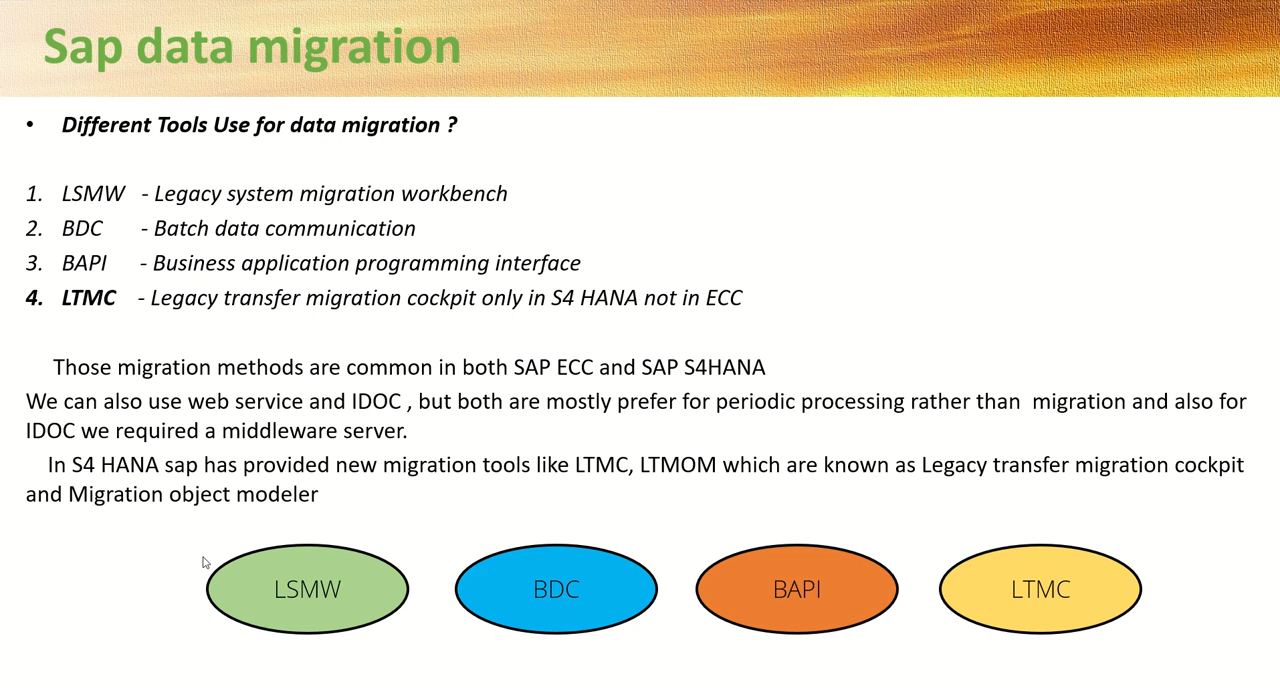 Sap data migration
• Different Tools Use for data migration ?
1. LSMW - Legacy system migration workbench
2. BDC - Batch data communication
3. BAPI - Business application programming interface
4. LTMC - Legacy transfer migration cockpit only in S4 HANA not in ECC
Those migration methods are common in both SAP ECC and SAP S4HANA
We can also use web service and IDOC , but both are mostly prefer for periodic processing rather than migration and also for
IDOC we required a middleware server.
In S4 HANA sap has provided new migration tools like LTMC, LTMOM which are known as Legacy transfer migration cockpit
and Migration object modeler
LSMW BDC BAPI LTMC